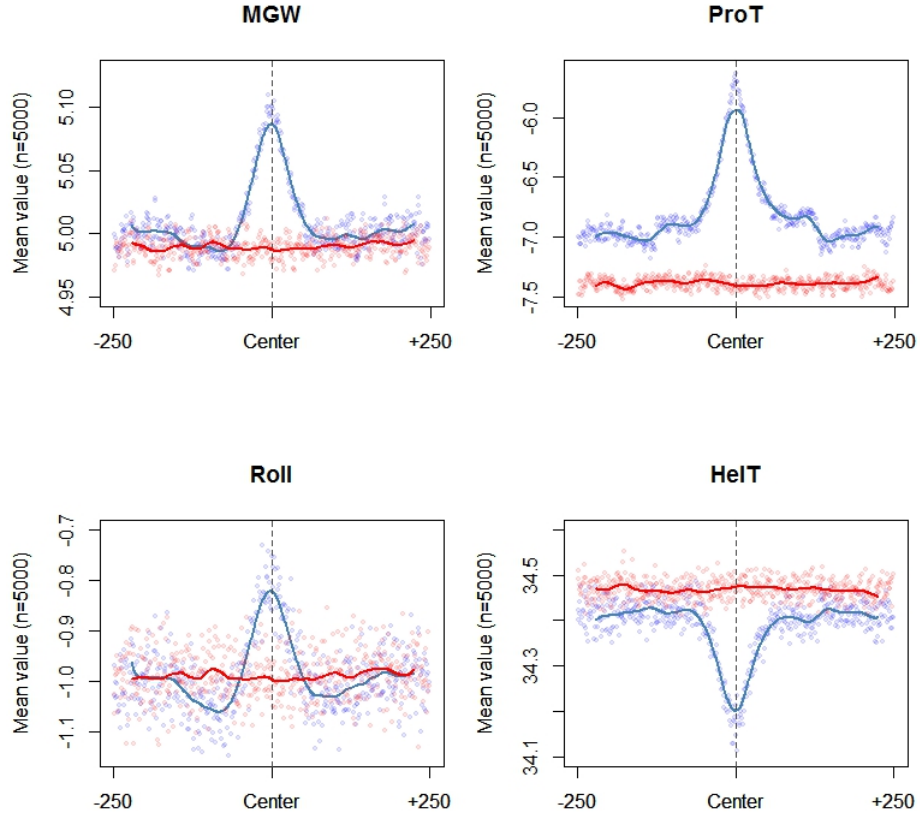 MGW
Mean value (n=5000)
5.10
5.05
5.00
4.95
-250 Center +250
ProT
Mean value (n=5000)
-6.0
-6.5
-7.0
-7.5
-250 Center +250
Roll
Mean value (n=5000)
-0.7
-0.8
-0.9
-1.0
-1.1
-250 Center +250
HelT
Mean value (n=5000)
34.5
34.3
34.1
-250 Center +250